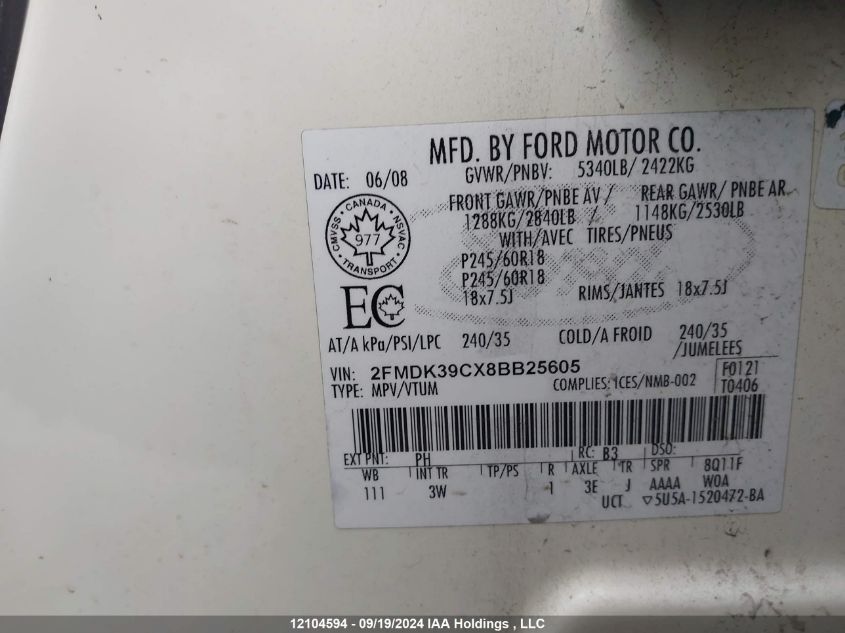 MFD. BY FORD MOTOR CO.
DATE: 06/08 GVWR/PNBV: 5340LB/ 2422KG
FRONT GAWR/PNBE AV / REAR GAWR/ PNBE AR
1288KG/2840LB / 1148KG/2530LB
WITH/AVEC TIRES/PNEUS
P245/60R18
P245/60R18
18x7.5J RIMS/JANTES 18x7.5J
CMVSS CANADA NSVAC
977
TRANSPORT
EC
AT/A kPa/PSI/LPC 240/35 COLD/A FROID 240/35
/JUMELEES
VIN: 2FMDK39CX8BB25605 F0121
TYPE: MPV/VTUM COMPLIES: ICES/NMB-002 T0406
EXT PNT: PH RC: B3 DSO:
WB INT TR TP/PS R AXLE TR SPR 8Q11F
111 3W 1 3E J AAAA W0A
UCT ▽5U5A-1520472-BA
12104594 - 09/19/2024 IAA Holdings , LLC